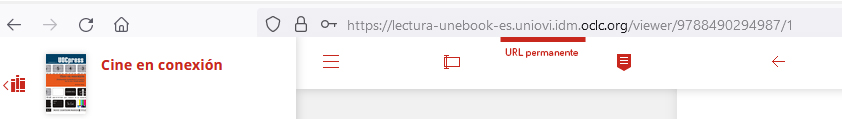 https://lectura-unebook-es.uniovi.idm.oclc.org/viewer/9788490294987/1
UOCpress
Cine en conexión
URL permanente